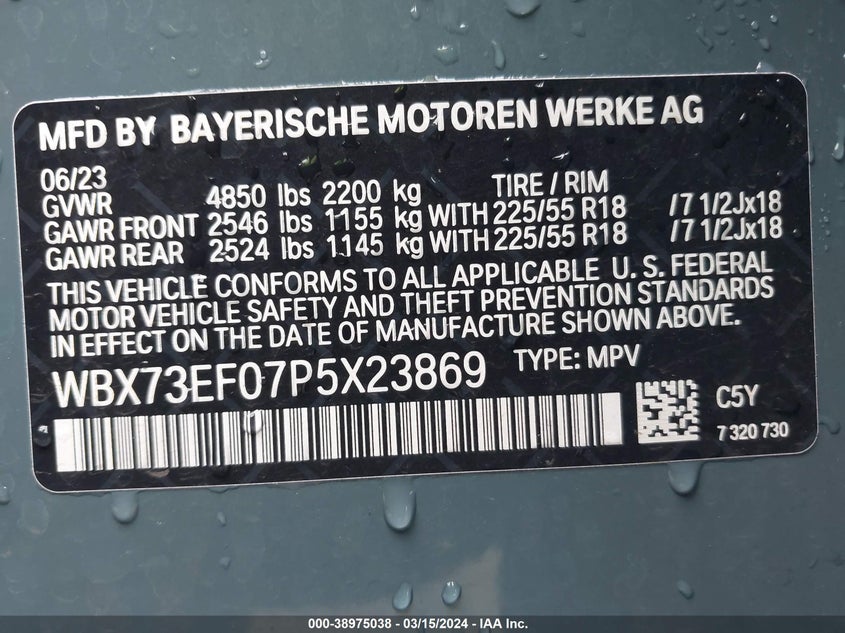 MFD BY BAYERISCHE MOTOREN WERKE AG
06/23 TIRE / RIM
GVWR 4850 lbs 2200 kg
GAWR FRONT 2546 lbs 1155 kg WITH 225/55 R18 /7 1/2Jx18
GAWR REAR 2524 lbs 1145 kg WITH 225/55 R18 /7 1/2Jx18
THIS VEHICLE CONFORMS TO ALL APPLICABLE U. S. FEDERAL
MOTOR VEHICLE SAFETY AND THEFT PREVENTION STANDARDS
IN EFFECT ON THE DATE OF MANUFACTURE SHOWN ABOVE.
WBX73EF07P5X23869 TYPE: MPV
C5Y
7 320 730
000-38975038 - 03/15/2024 - IAA Inc.